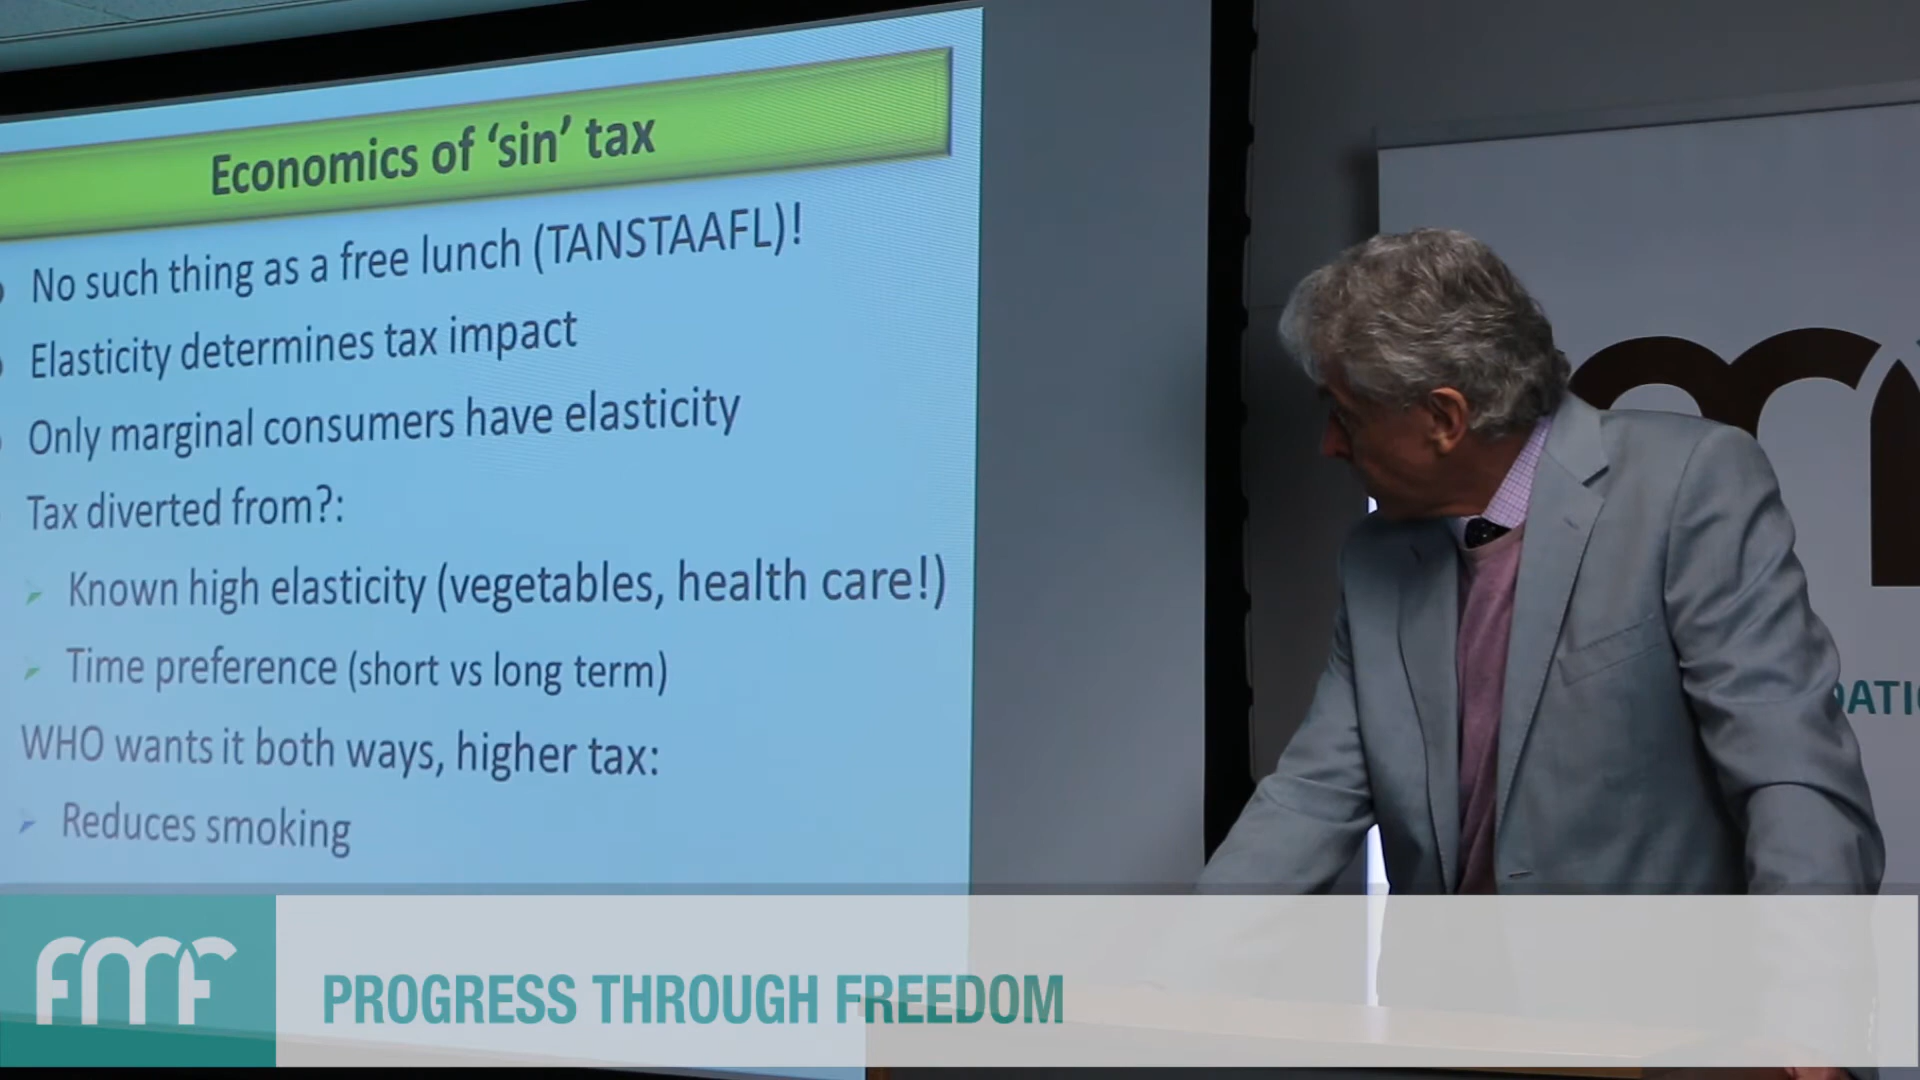 Economics of ‘sin’ tax
No such thing as a free lunch (TANSTAAFL)!
Elasticity determines tax impact
Only marginal consumers have elasticity
Tax diverted from?:
Known high elasticity (vegetables, health care!)
Time preference (short vs long term)
WHO wants it both ways, higher tax:
Reduces smoking
DATI
fmf
PROGRESS THROUGH FREEDOM